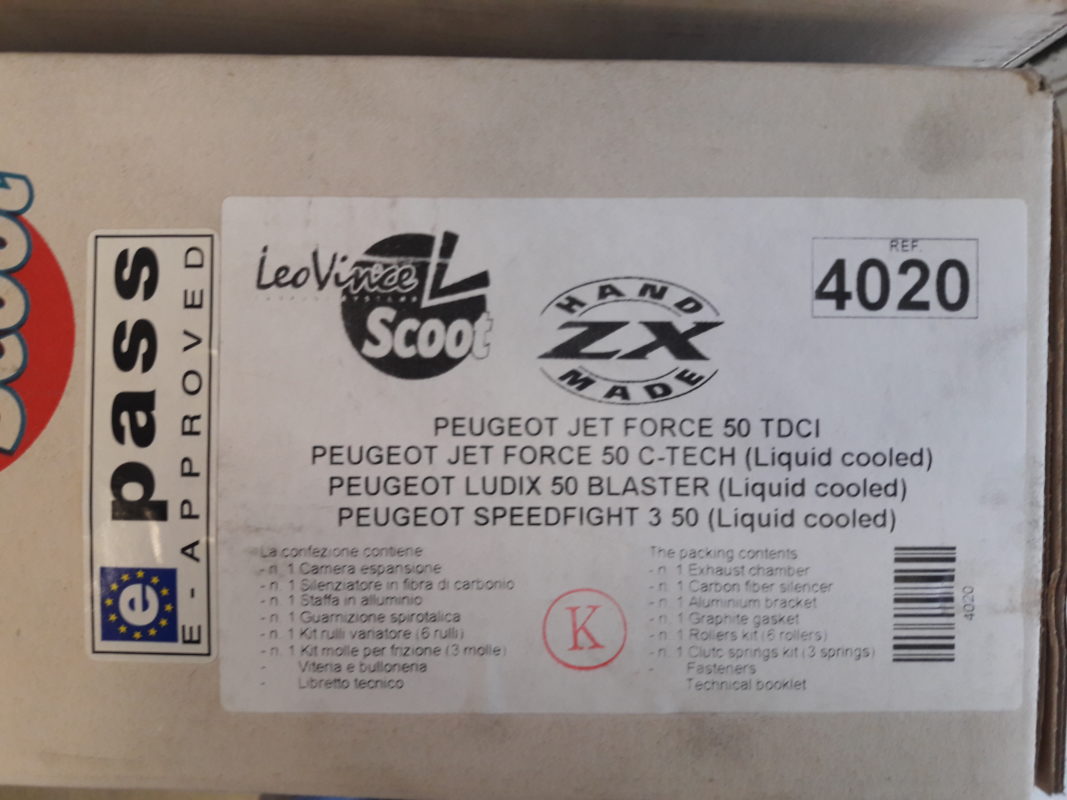 e pass
E-APPROVED
LeoVince
Scoot
HAND
ZX
MADE
REF.
4020
PEUGEOT JET FORCE 50 TDCI
PEUGEOT JET FORCE 50 C-TECH (Liquid cooled)
PEUGEOT LUDIX 50 BLASTER (Liquid cooled)
PEUGEOT SPEEDFIGHT 3 50 (Liquid cooled)
La confezione contiene
- n. 1 Camera espansione
- n. 1 Silenziatore in fibra di carbonio
- n. 1 Staffa in alluminio
- n. 1 Guarnizione spirotalica
- n. 1 Kit rulli variatore (6 rulli)
- n. 1 Kit molle per frizione (3 molle)
- Viteria e bulloneria
- Libretto tecnico
K
The packing contents
- n. 1 Exhaust chamber
- n. 1 Carbon fiber silencer
- n. 1 Aluminium bracket
- n. 1 Graphite gasket
- n. 1 Rollers kit (6 rollers)
- n. 1 Clutc springs kit (3 springs)
- Fasteners
Technical booklet
4020